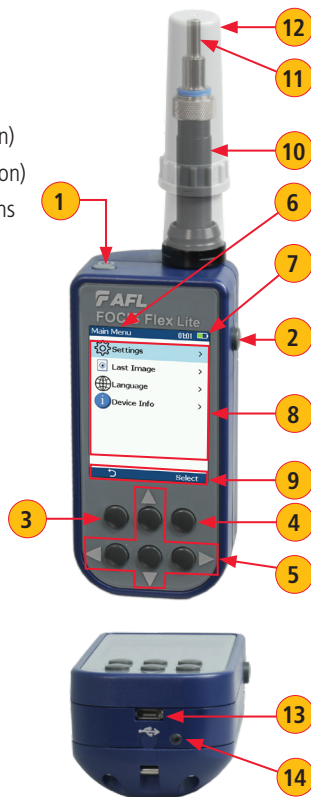 12
11
n)
10
on)
ns
1
6
7
AFL
FOCIS Flex Lite
Main Menu 01:01
2
Settings >
Last Image >
Language >
i Device Info >
8
Select
9
3
4
5
13
14